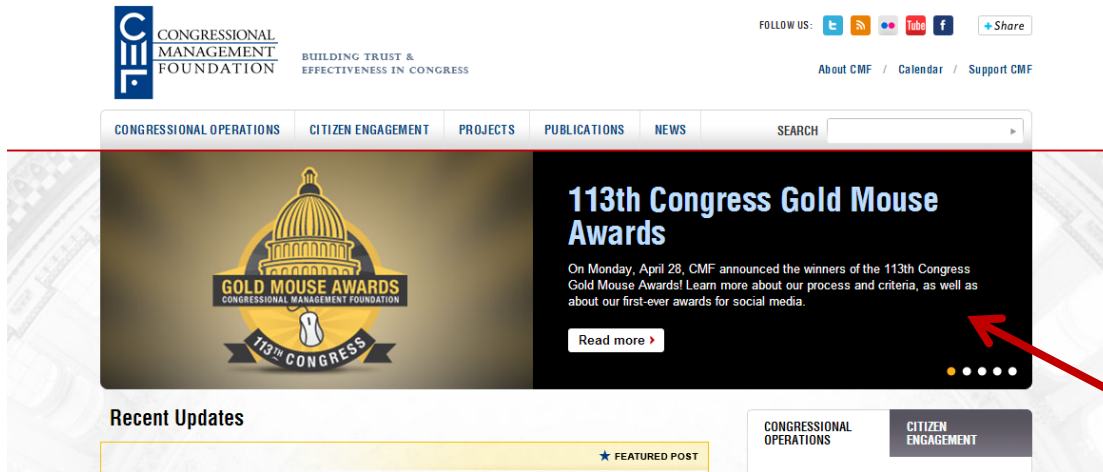 CONGRESSIONAL
MANAGEMENT
FOUNDATION
BUILDING TRUST &
EFFECTIVENESS IN CONGRESS
FOLLOW US:
Tube
+ Share
About CMF / Calendar / Support CMF
CONGRESSIONAL OPERATIONS CITIZEN ENGAGEMENT PROJECTS PUBLICATIONS NEWS SEARCH
GOLD MOUSE AWARDS
CONGRESSIONAL MANAGEMENT FOUNDATION
113TH CONGRESS
113th Congress Gold Mouse
Awards
On Monday, April 28, CMF announced the winners of the 113th Congress
Gold Mouse Awards! Learn more about our process and criteria, as well as
about our first-ever awards for social media.
Read more
Recent Updates
★ FEATURED POST
CONGRESSIONAL
OPERATIONS
CITIZEN
ENGAGEMENT